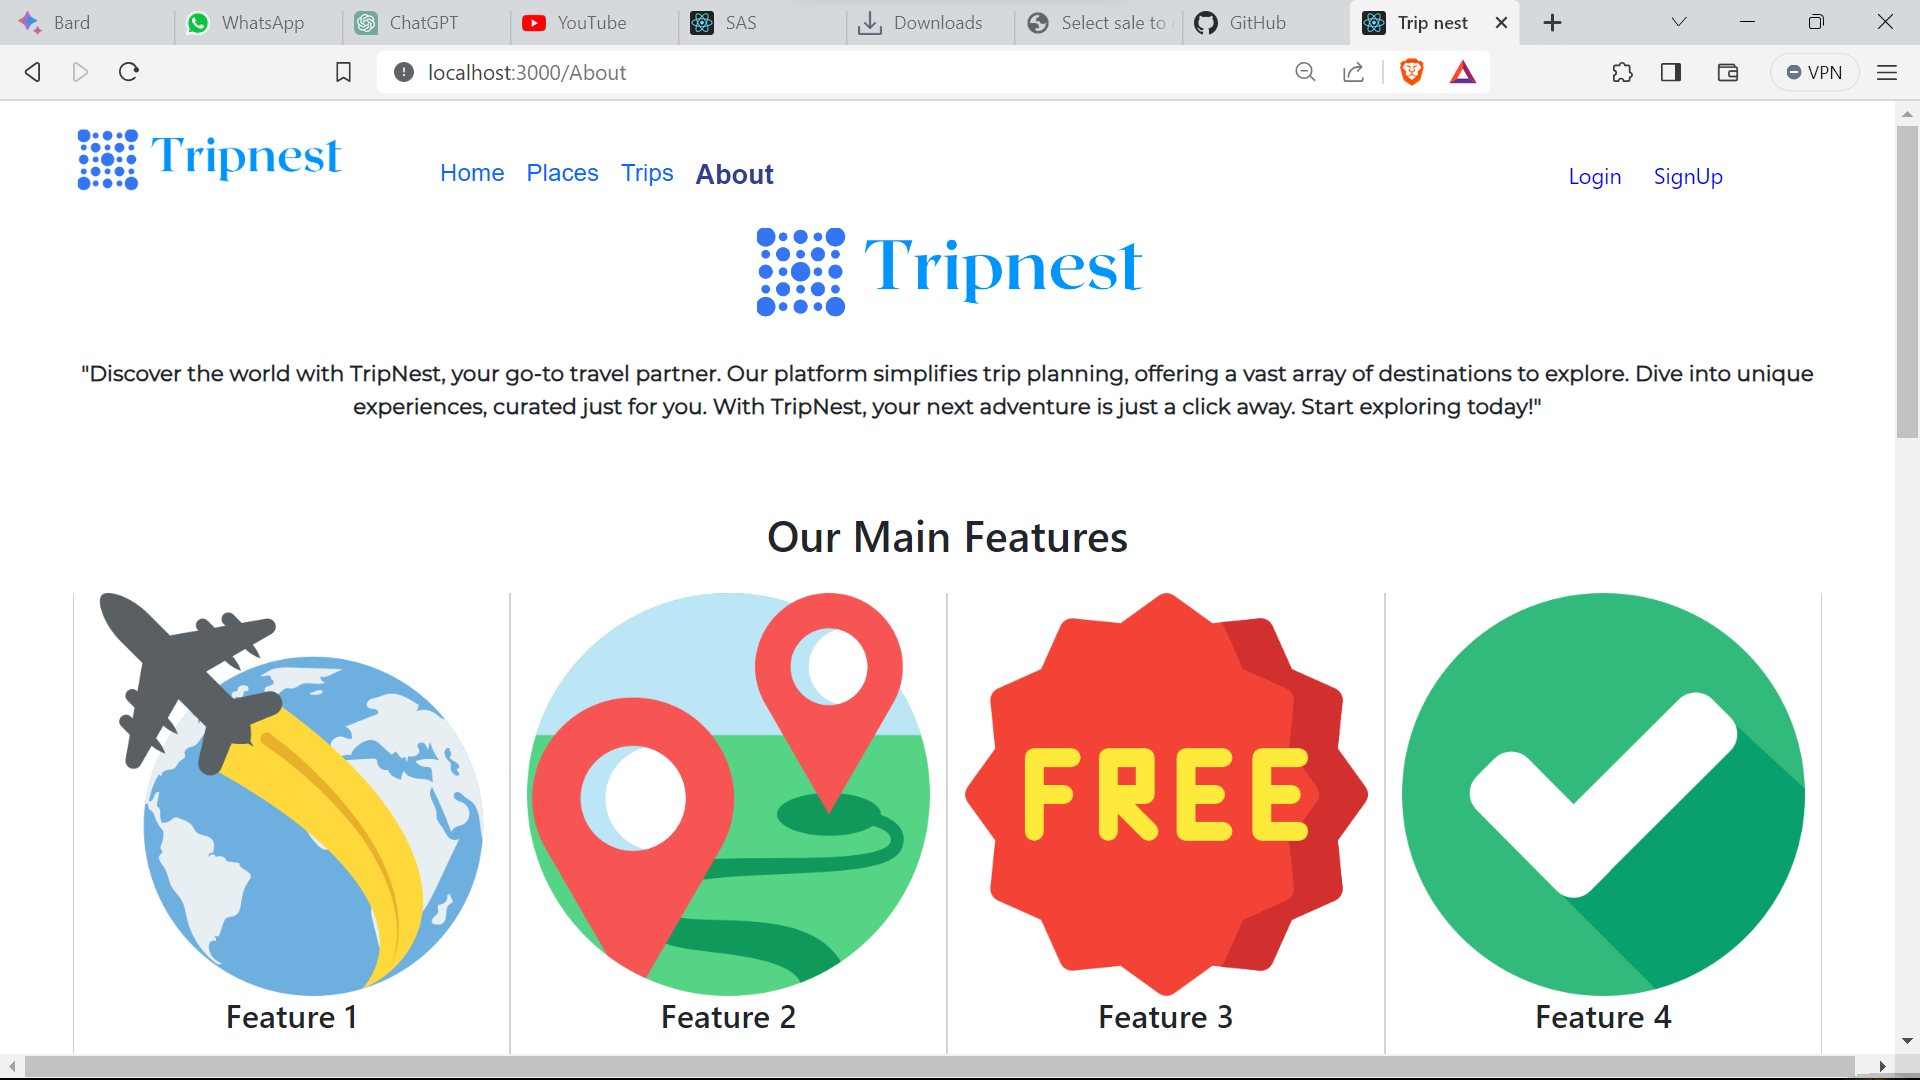 Bard
WhatsApp
ChatGPT
YouTube
SAS
Downloads
Select sale to
GitHub
Trip nest
localhost:3000/About
VPN
Tripnest
Home Places Trips About
Login SignUp
Tripnest
"Discover the world with TripNest, your go-to travel partner. Our platform simplifies trip planning, offering a vast array of destinations to explore. Dive into unique
experiences, curated just for you. With TripNest, your next adventure is just a click away. Start exploring today!"
Our Main Features
FREE
Feature 1
Feature 2
Feature 3
Feature 4